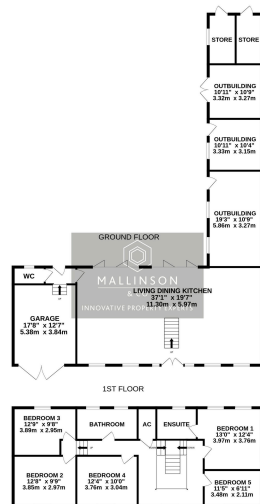 STORE
STORE
OUTBUILDING
10'11" x 10'9"
3.32m x 3.27m
OUTBUILDING
10'11" x 10'4"
3.33m x 3.15m
OUTBUILDING
19'3" x 10'9"
5.86m x 3.27m
GROUND FLOOR
MALLINSON
& CO
INNOVATIVE PROPERTY EXPERTS
WC
LIVING DINING KITCHEN
37'1" x 19'7"
11.30m x 5.97m
GARAGE
17'8" x 12'7"
5.38m x 3.84m
1ST FLOOR
BEDROOM 3
12'9" x 9'8"
3.89m x 2.95m
BATHROOM
AC
ENSUITE
BEDROOM 1
13'0" x 12'4"
3.97m x 3.76m
BEDROOM 2
12'8" x 9'9"
3.85m x 2.97m
BEDROOM 4
12'4" x 10'0"
3.76m x 3.04m
BEDROOM 5
11'5" x 6'11"
3.48m x 2.11m